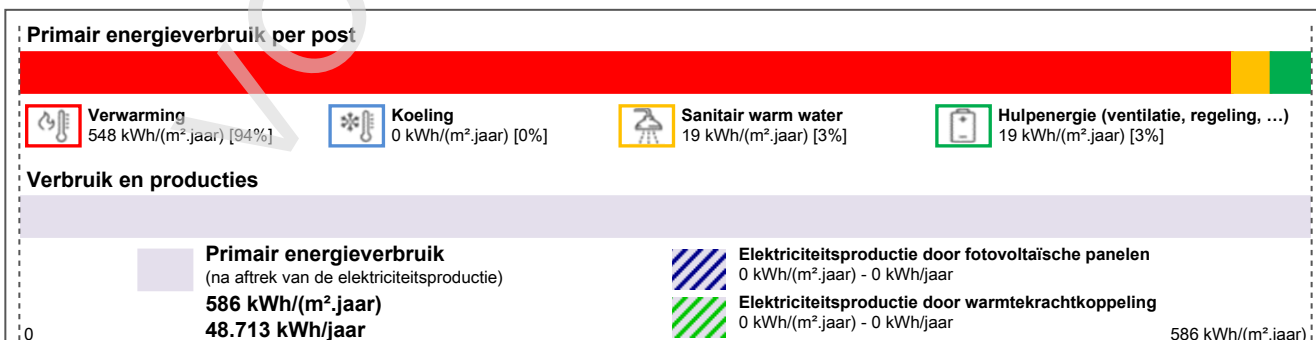 Primair energieverbruik per post
Verwarming
548 kWh/(m².jaar) [94%]
Koeling
0 kWh/(m².jaar) [0%]
Sanitair warm water
19 kWh/(m².jaar) [3%]
Hulpenergie (ventilatie, regeling, …)
19 kWh/(m².jaar) [3%]
Verbruik en producties
Primair energieverbruik
(na aftrek van de elektriciteitsproductie)
586 kWh/(m².jaar)
48.713 kWh/jaar
Elektriciteitsproductie door fotovoltaïsche panelen
0 kWh/(m².jaar) - 0 kWh/jaar
Elektriciteitsproductie door warmtekrachtkoppeling
0 kWh/(m².jaar) - 0 kWh/jaar
0
586 kWh/(m².jaar)